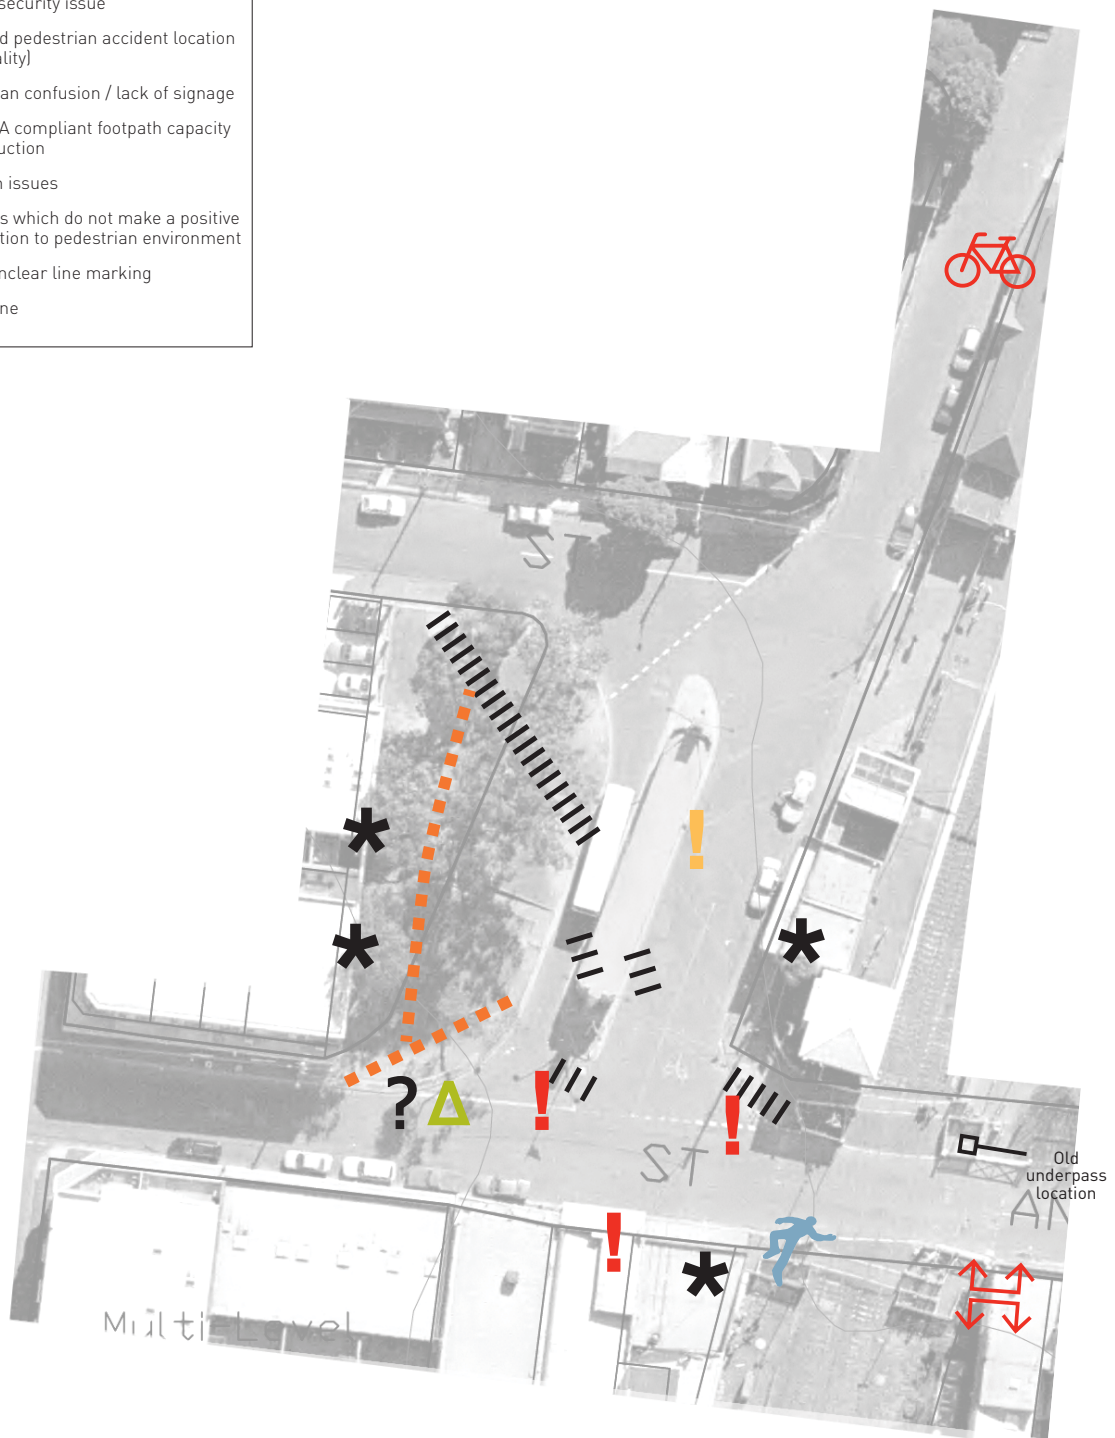 security issue
d pedestrian accident location
ality)
an confusion / lack of signage
A compliant footpath capacity
uction
n issues
s which do not make a positive
tion to pedestrian environment
nclear line marking
ne
ST
!
?
!
!
ST
Old
underpass
location
!
Multi-Level